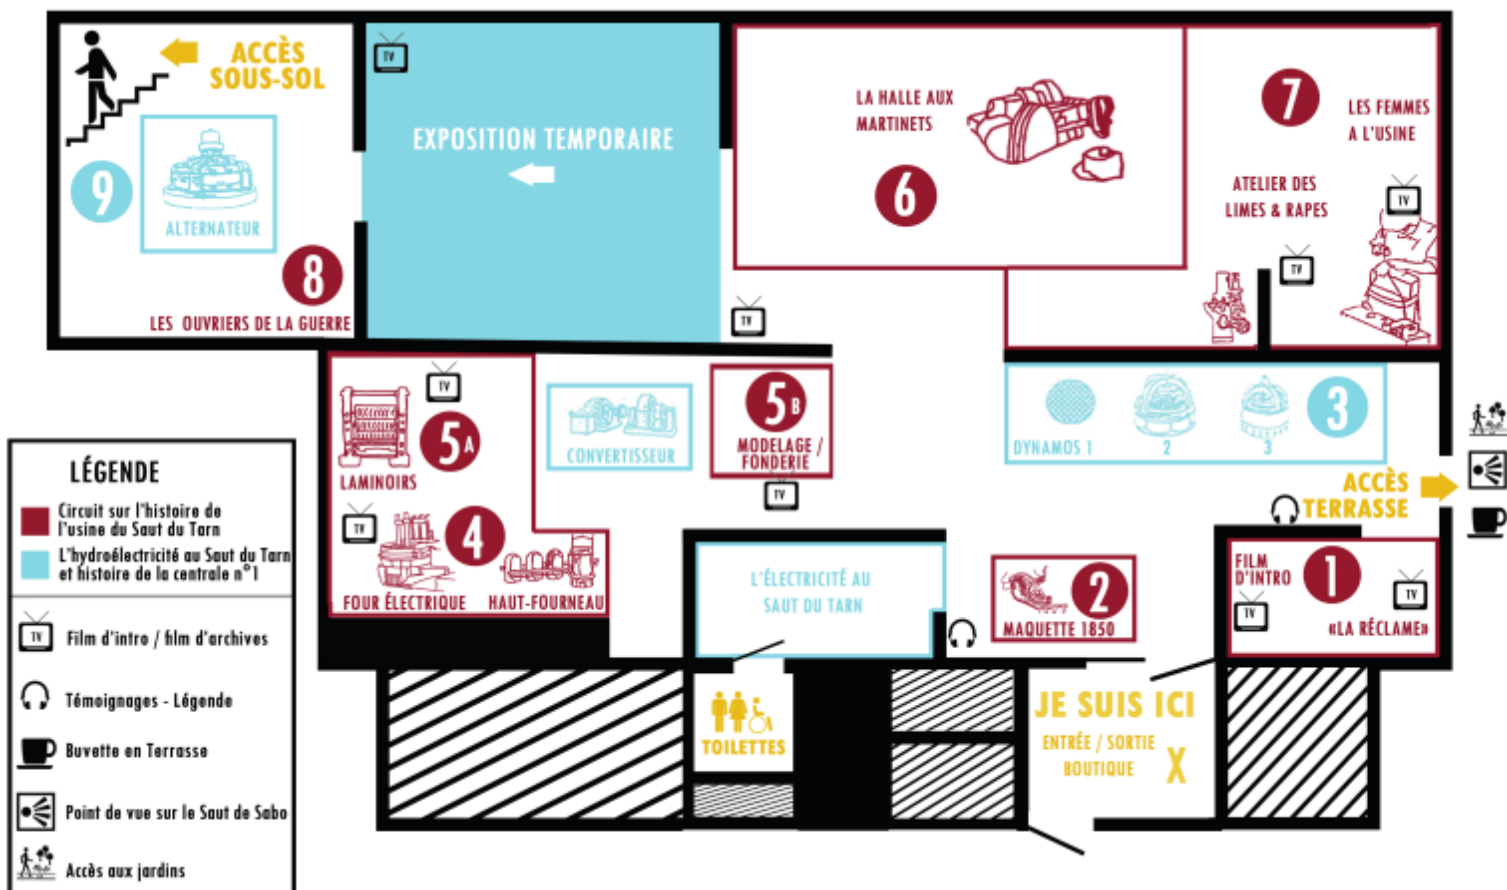 ACCÈS
SOUS-SOL
9
ALTERNATEUR
8
LES OUVRIERS DE LA GUERRE
TV
EXPOSITION TEMPORAIRE
TV
LA HALLE AUX
MARTINETS
6
7
LES FEMMES
A L'USINE
ATELIER DES
LIMES & RAPES
TV
TV
TV
5A
LAMINOIRS
CONVERTISSEUR
5B
MODELAGE /
FONDERIE
TV
DYNAMOS 1
2
3
3
ACCÈS
TERRASSE
TV
4
FOUR ÉLECTRIQUE
HAUT-FOURNEAU
L'ÉLECTRICITÉ AU
SAUT DU TARN
2
MAQUETTE 1850
FILM
D'INTRO
1
TV
TV
«LA RÉCLAME»
TOILETTES
JE SUIS ICI
ENTRÉE / SORTIE
BOUTIQUE
X
LÉGENDE
Circuit sur l'histoire de
l'usine du Saut du Tarn
L'hydroélectricité au Saut du Tarn
et histoire de la centrale n°1
TV
Film d'intro / film d'archives
Témoignages - Légende
Buvette en Terrasse
Point de vue sur le Saut de Sabo
Accès aux jardins